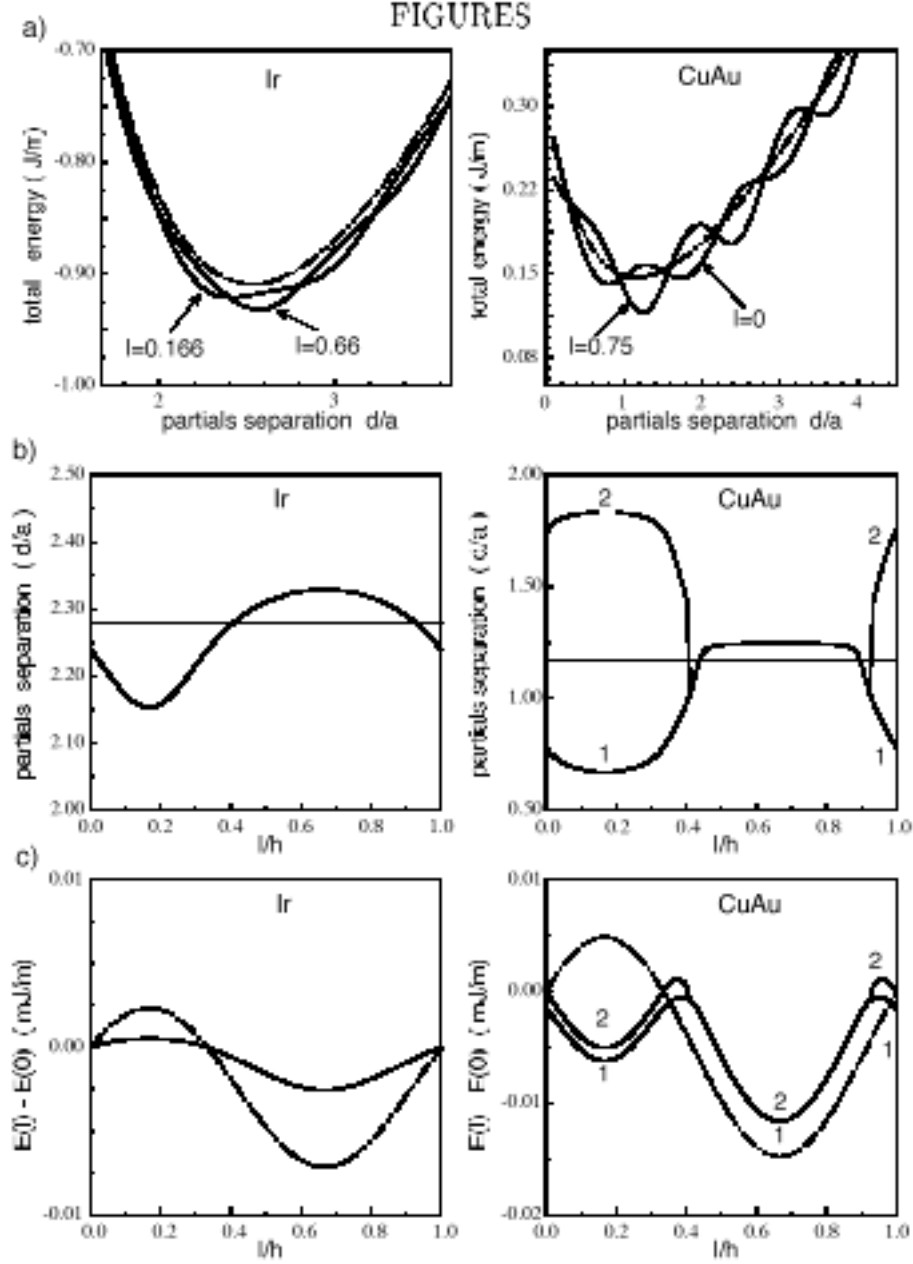 FIGURES
a)
Ir
total energy ( J/m)
-0.70
-0.80
-0.90
-1.00
l=0.166
l=0.66
2
3
partials separation d/a
CuAu
total energy ( J/m)
0.30
0.22
0.15
0.08
l=0.75
l=0
0
1
2
3
4
partials separation d/a
b)
Ir
partials separation ( d/a)
2.50
2.40
2.30
2.20
2.10
2.00
0.0 0.2 0.4 0.6 0.8 1.0
l/h
CuAu
partials separation ( d/a)
2.00
1.50
1.00
0.50
2
2
1
1
0.0 0.2 0.4 0.6 0.8 1.0
l/h
c)
Ir
E(l) - E(0) ( mJ/m)
0.01
0.00
-0.01
0.0 0.2 0.4 0.6 0.8 1.0
l/h
CuAu
E(l) E(0) ( mJ/m)
0.01
0.00
-0.01
-0.02
2
2
1
1
2
1
0.0 0.2 0.4 0.6 0.8 1.0
l/h